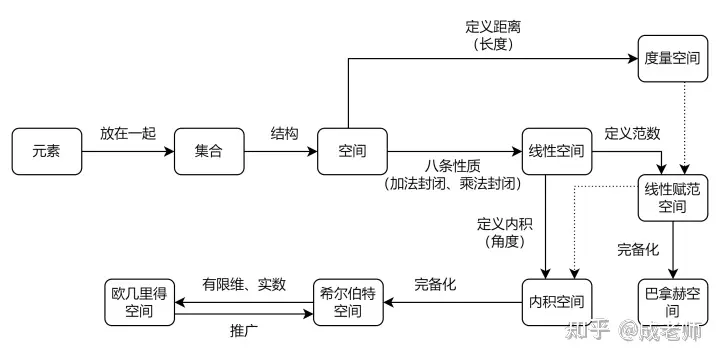 定义距离
（长度）
度量空间
元素
放在一起
集合
结构
空间
八条性质
（加法封闭、乘法封闭）
线性空间
定义范数
线性赋范
空间
定义内积
（角度）
完备化
欧几里得
空间
有限维、实数
推广
希尔伯特
空间
完备化
内积空间
巴拿赫空
间
知乎 @成老师